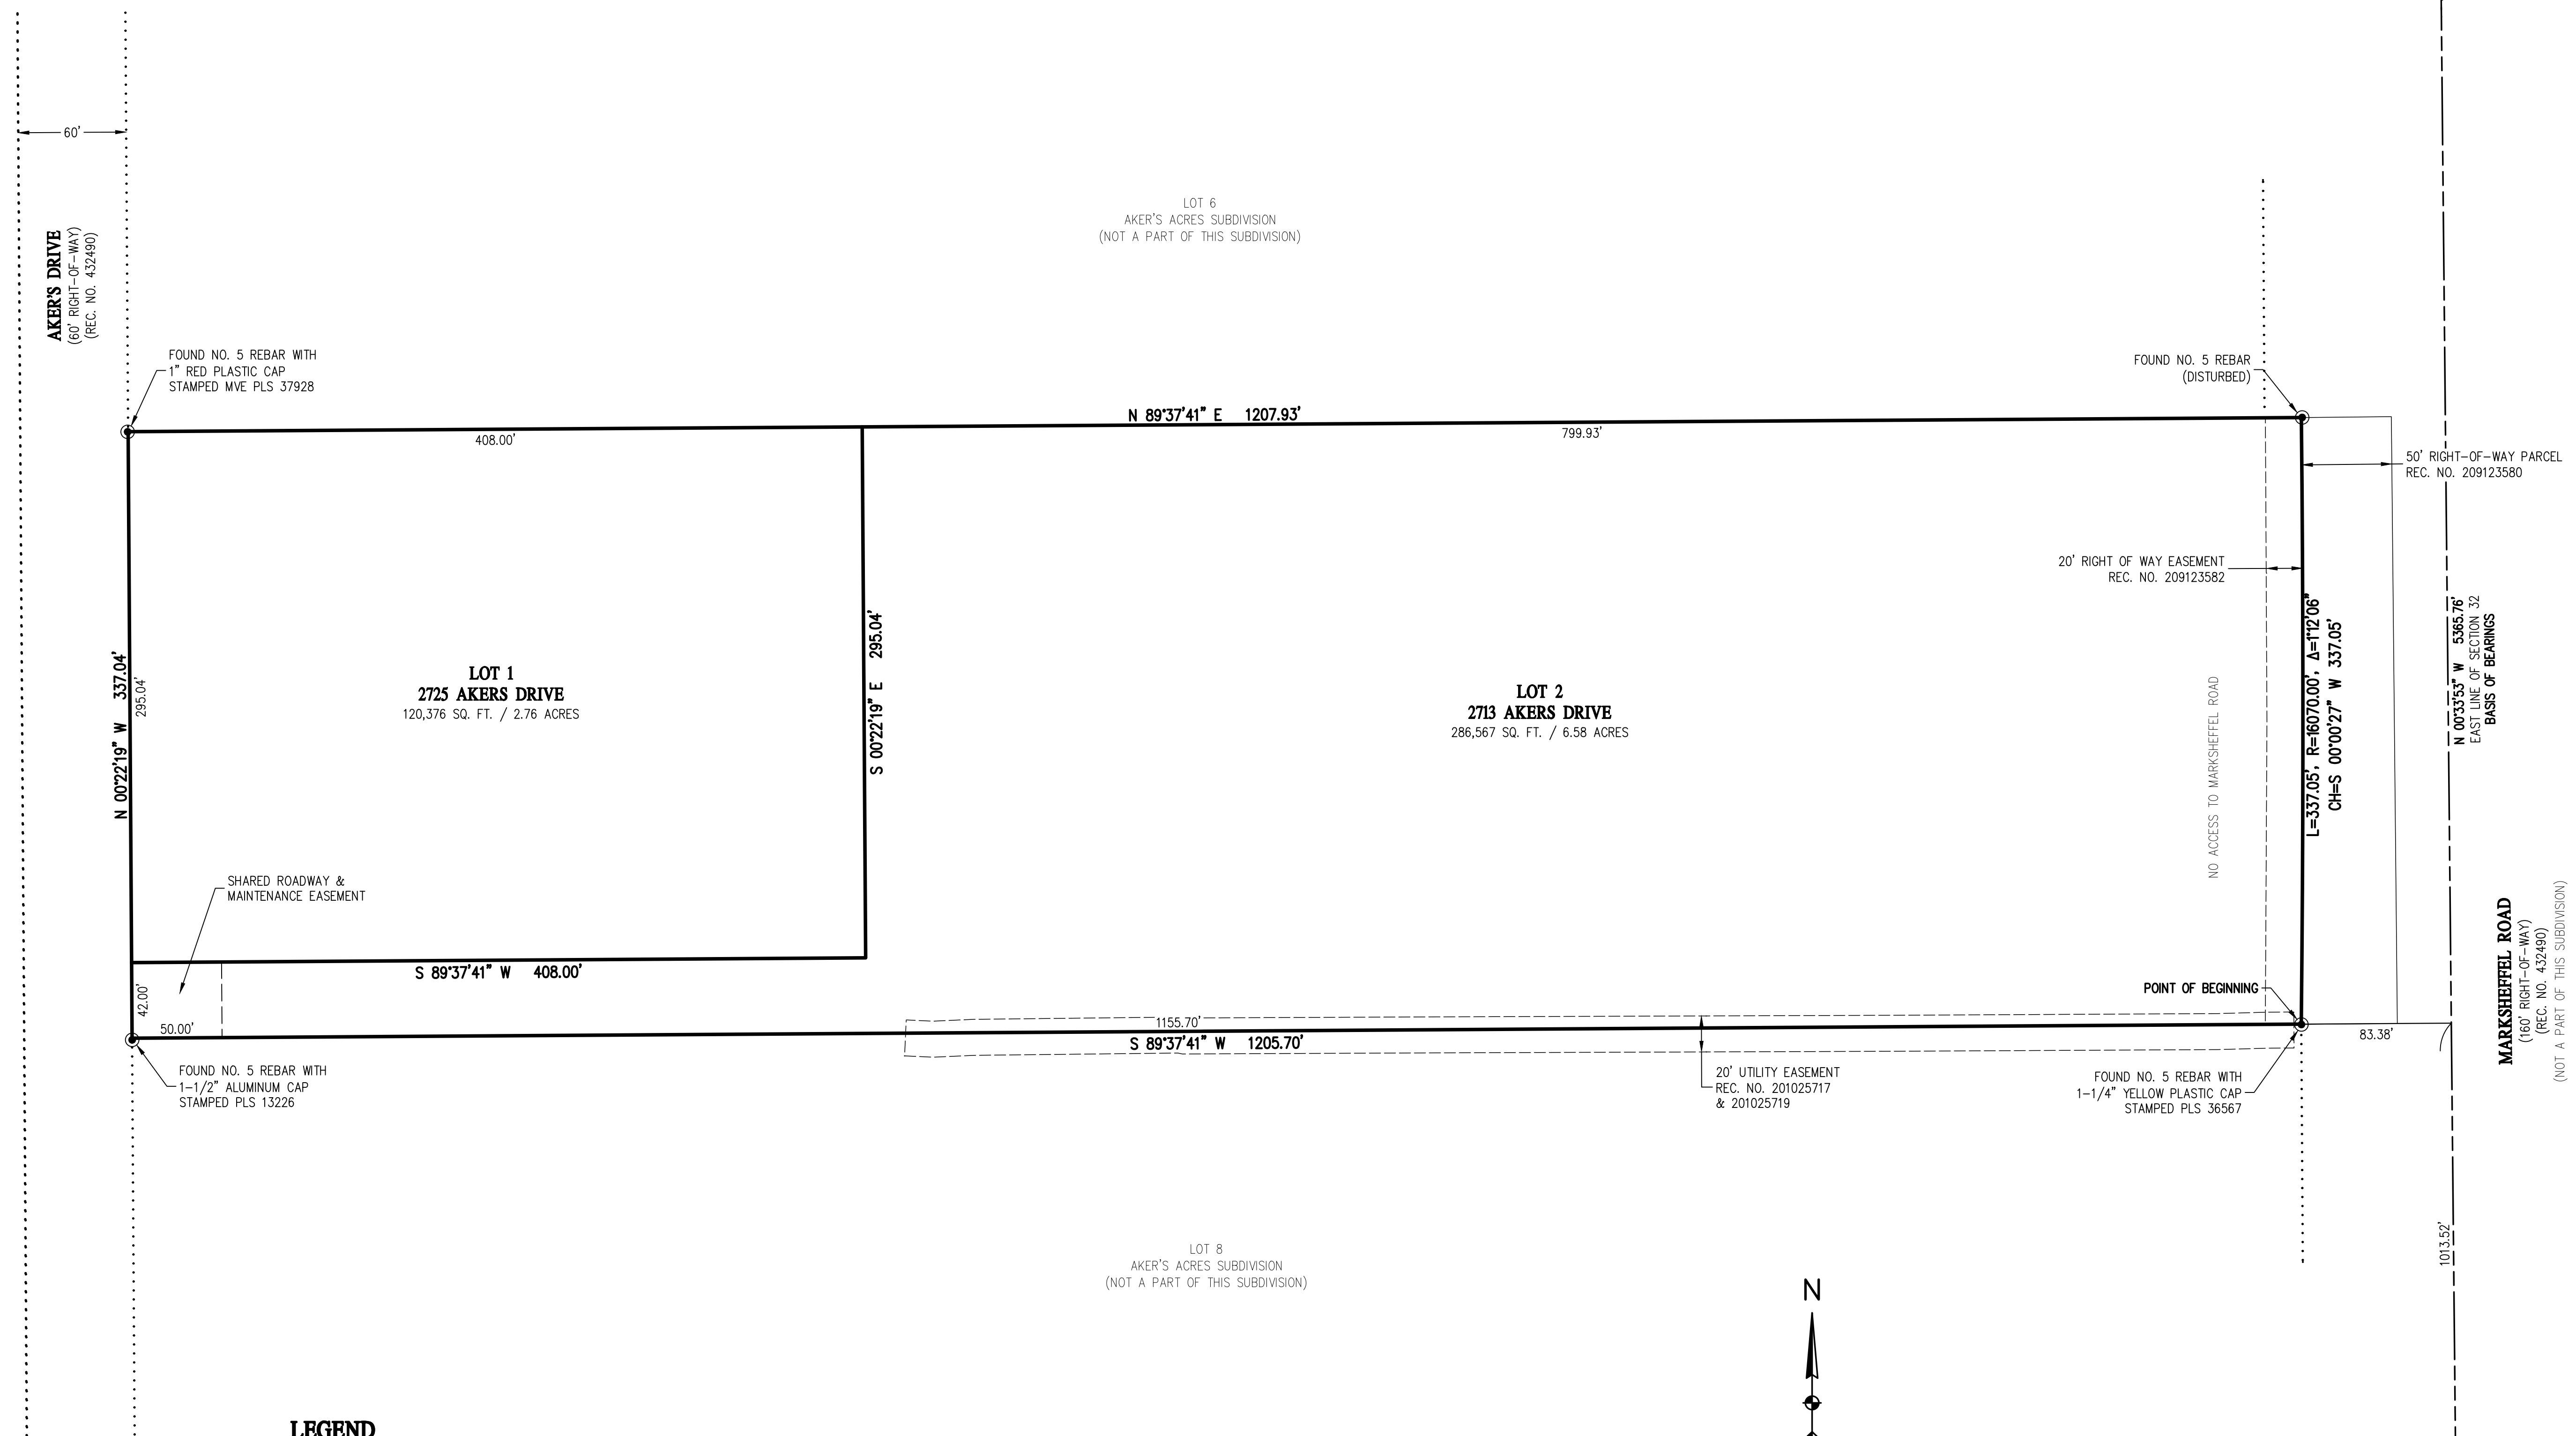 60'
LOT 6
AKER'S ACRES SUBDIVISION
(NOT A PART OF THIS SUBDIVISION)
AKER'S DRIVE
(60' RIGHT-OF-WAY)
(REC. NO. 432490)
FOUND NO. 5 REBAR WITH
1" RED PLASTIC CAP
STAMPED MVE PLS 37928
FOUND NO. 5 REBAR
(DISTURBED)
N 89°37'41" E 1207.93'
408.00'
799.93'
50' RIGHT-OF-WAY PARCEL
REC. NO. 209123580
20' RIGHT OF WAY EASEMENT
REC. NO. 209123582
N 00°22'19" W 337.04'
295.04'
LOT 1
2725 AKERS DRIVE
120,376 SQ. FT. / 2.76 ACRES
S 00°22'19" E 295.04'
LOT 2
2713 AKERS DRIVE
286,567 SQ. FT. / 6.58 ACRES
NO ACCESS TO MARKSHEFFEL ROAD
L=337.05', R=16070.00', Δ=1°12'06"
CH=S 00°00'27" W 337.05'
N 00°33'53" W 5365.76'
EAST LINE OF SECTION 32
BASIS OF BEARINGS
SHARED ROADWAY &
MAINTENANCE EASEMENT
S 89°37'41" W 408.00'
42.00'
50.00'
1155.70'
S 89°37'41" W 1205.70'
POINT OF BEGINNING
83.38'
MARKSHEFFEL ROAD
(160' RIGHT-OF-WAY)
(REC. NO. 432490)
(NOT A PART OF THIS SUBDIVISION)
FOUND NO. 5 REBAR WITH
1-1/2" ALUMINUM CAP
STAMPED PLS 13226
20' UTILITY EASEMENT
REC. NO. 201025717
& 201025719
FOUND NO. 5 REBAR WITH
1-1/4" YELLOW PLASTIC CAP
STAMPED PLS 36567
1013.52'
LOT 8
AKER'S ACRES SUBDIVISION
(NOT A PART OF THIS SUBDIVISION)
N
LEGEND